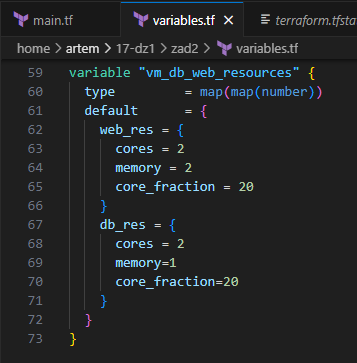 main.tf
variables.tf ×
terraform.tfsta
home > artem > 17-dz1 > zad2 > variables.tf
59 variable "vm_db_web_resources" {
60   type         = map(map(number))
61   default      = {
62     web_res = {
63       cores = 2
64       memory = 2
65       core_fraction = 20
66     }
67     db_res = {
68       cores = 2
69       memory=1
70       core_fraction=20
71     }
72   }
73 }